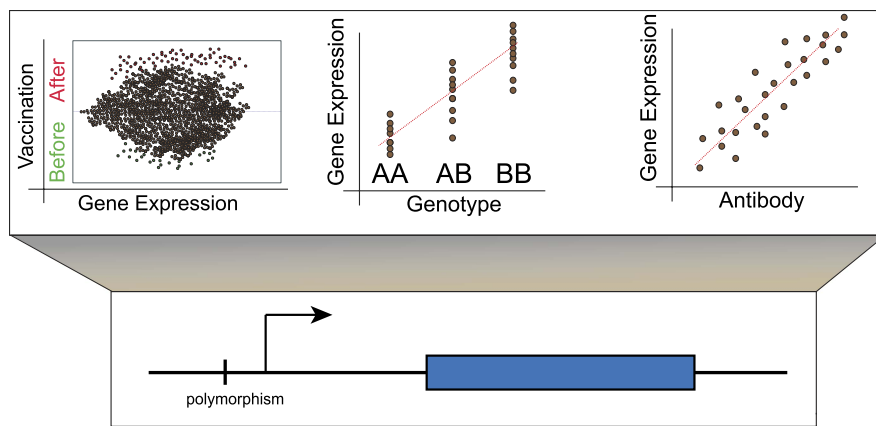 Vaccination
Before After
Gene Expression
Gene Expression
AA AB BB
Genotype
Gene Expression
Antibody
polymorphism